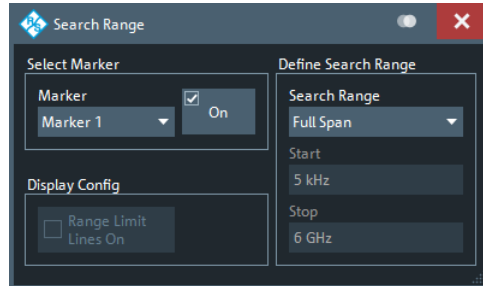 R&S
Search Range
Select Marker
Marker
Marker 1
On
Display Config
Range Limit
Lines On
Define Search Range
Search Range
Full Span
Start
5 kHz
Stop
6 GHz